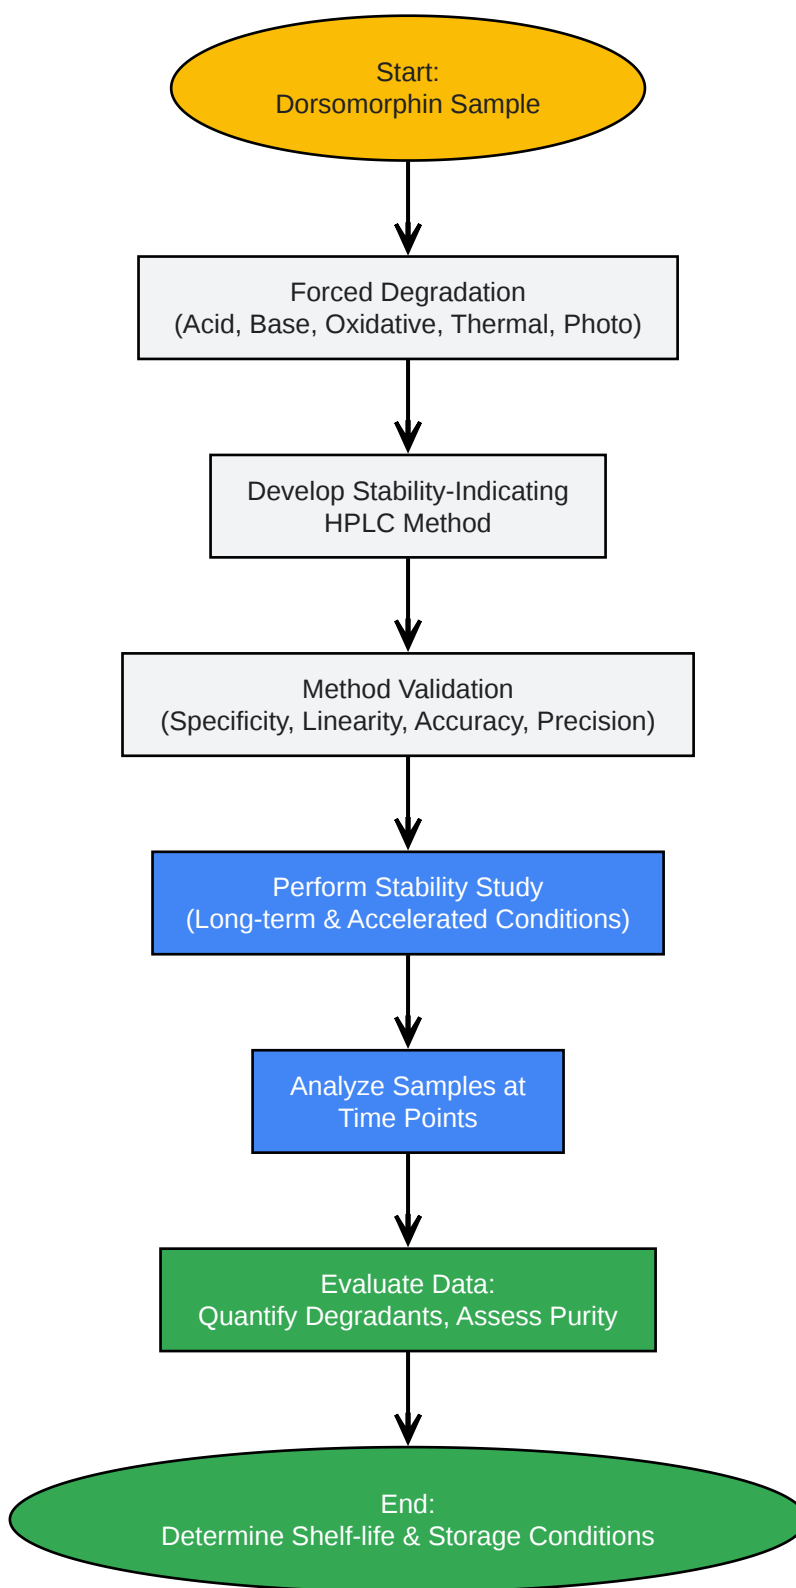 Start:
Dorsomorphin Sample
Forced Degradation
(Acid, Base, Oxidative, Thermal, Photo)
Develop Stability-Indicating
HPLC Method
Method Validation
(Specificity, Linearity, Accuracy, Precision)
Perform Stability Study
(Long-term & Accelerated Conditions)
Analyze Samples at
Time Points
Evaluate Data:
Quantify Degradants, Assess Purity
End:
Determine Shelf-life & Storage Conditions